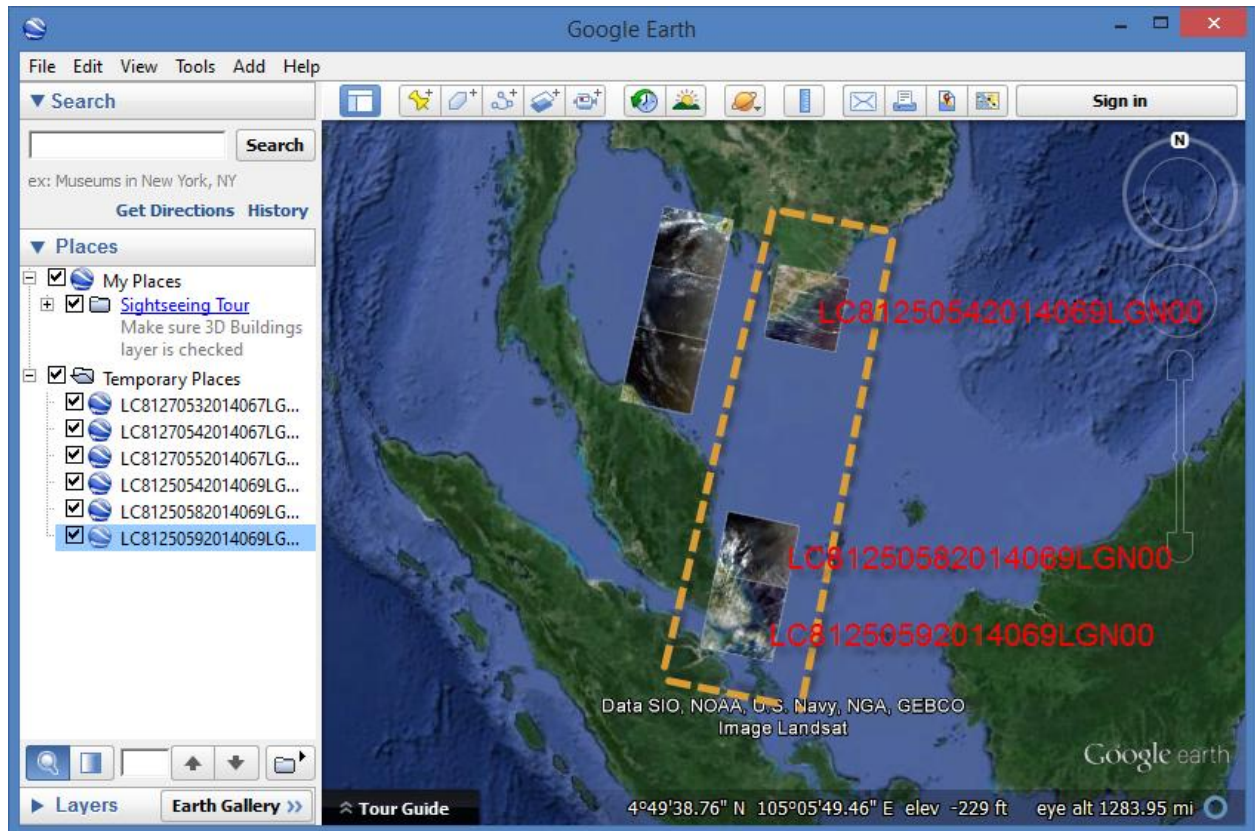 Google Earth
File Edit View Tools Add Help
Search
Search
ex: Museums in New York, NY
Get Directions History
Places
My Places
Sightseeing Tour
Make sure 3D Buildings
layer is checked
Temporary Places
LC81270532014067LG...
LC81270542014067LG...
LC81270552014067LG...
LC81250542014069LG...
LC81250582014069LG...
LC81250592014069LG...
Layers
Earth Gallery >>
Sign in
N
LC81250542014069LGN00
LC81250582014069LGN00
LC81250592014069LGN00
Data SIO, NOAA, U.S. Navy, NGA, GEBCO
Image Landsat
Google earth
Tour Guide
4°49'38.76" N 105°05'49.46" E elev -229 ft eye alt 1283.95 mi